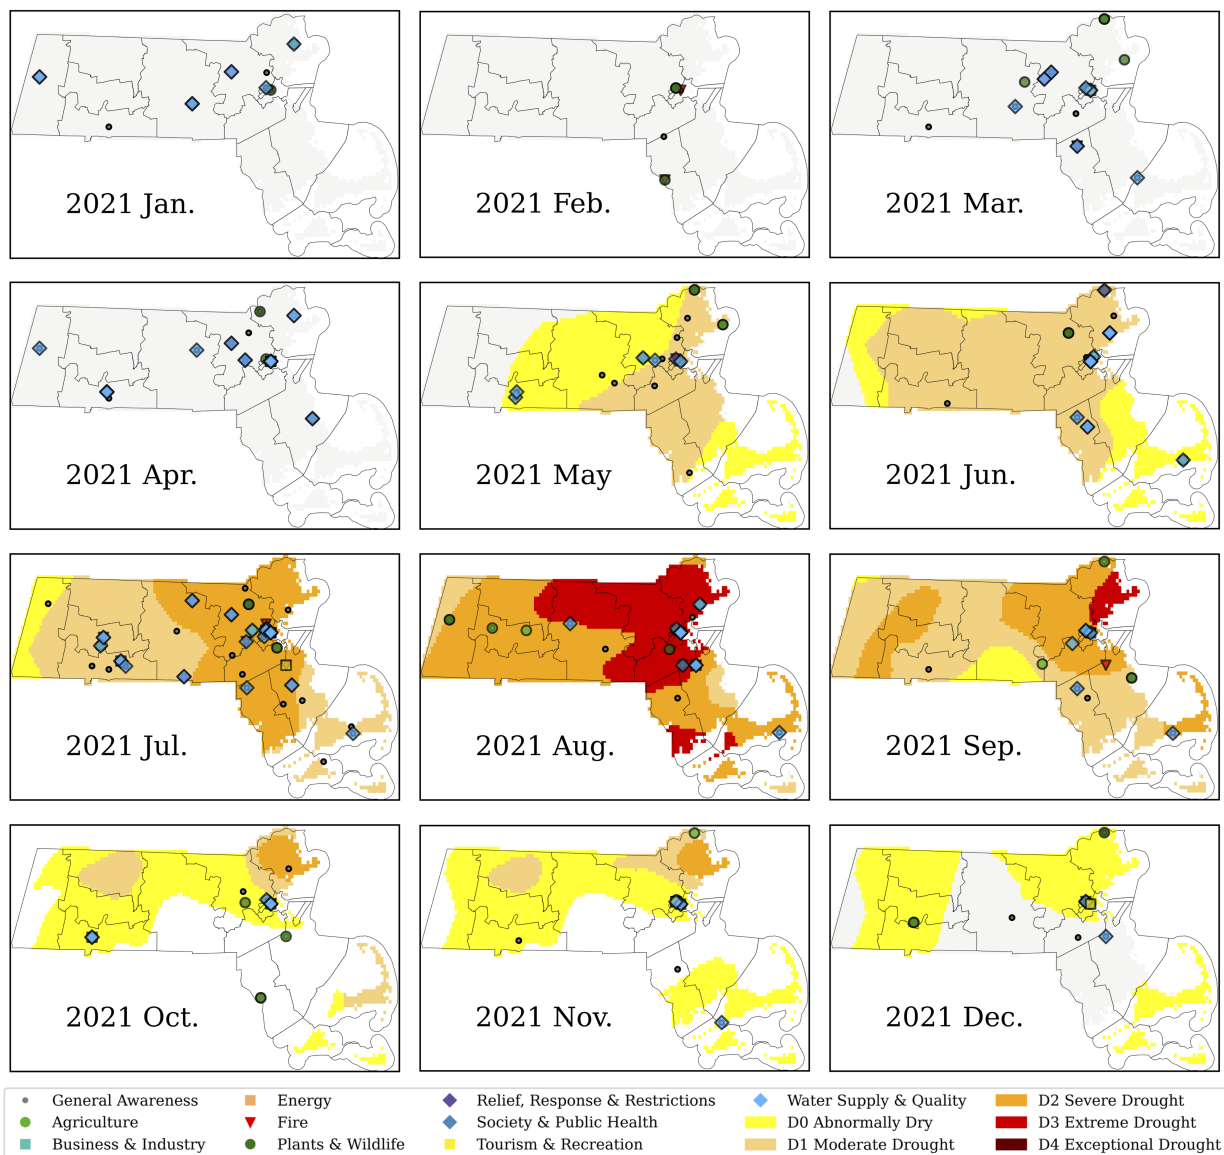 2021 Jan.
2021 Feb.
2021 Mar.
2021 Apr.
2021 May
2021 Jun.
2021 Jul.
2021 Aug.
2021 Sep.
2021 Oct.
2021 Nov.
2021 Dec.
General Awareness
Agriculture
Business & Industry
Energy
Fire
Plants & Wildlife
Relief, Response & Restrictions
Society & Public Health
Tourism & Recreation
Water Supply & Quality
D0 Abnormally Dry
D1 Moderate Drought
D2 Severe Drought
D3 Extreme Drought
D4 Exceptional Drought